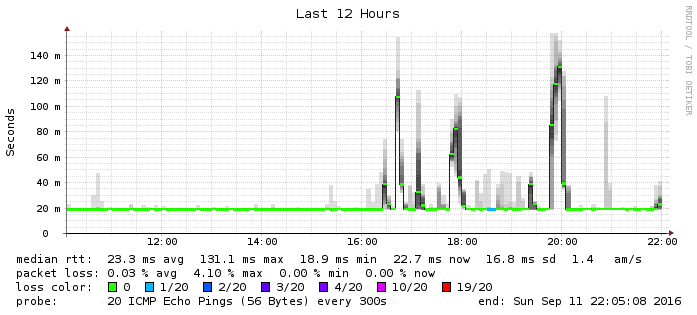 Last 12 Hours
RRDTOOL / TOBI OETIKER
Seconds
140 m
120 m
100 m
80 m
60 m
40 m
20 m
0
12:00 14:00 16:00 18:00 20:00 22:00
median rtt: 23.3 ms avg 131.1 ms max 18.9 ms min 22.7 ms now 16.8 ms sd 1.4 am/s
packet loss: 0.03 % avg 4.10 % max 0.00 % min 0.00 % now
loss color: 0 1/20 2/20 3/20 4/20 10/20 19/20
probe: 20 ICMP Echo Pings (56 Bytes) every 300s end: Sun Sep 11 22:05:08 2016